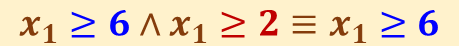 x₁ ≥ 6 ∧ x₁ ≥ 2 ≡ x₁ ≥ 6